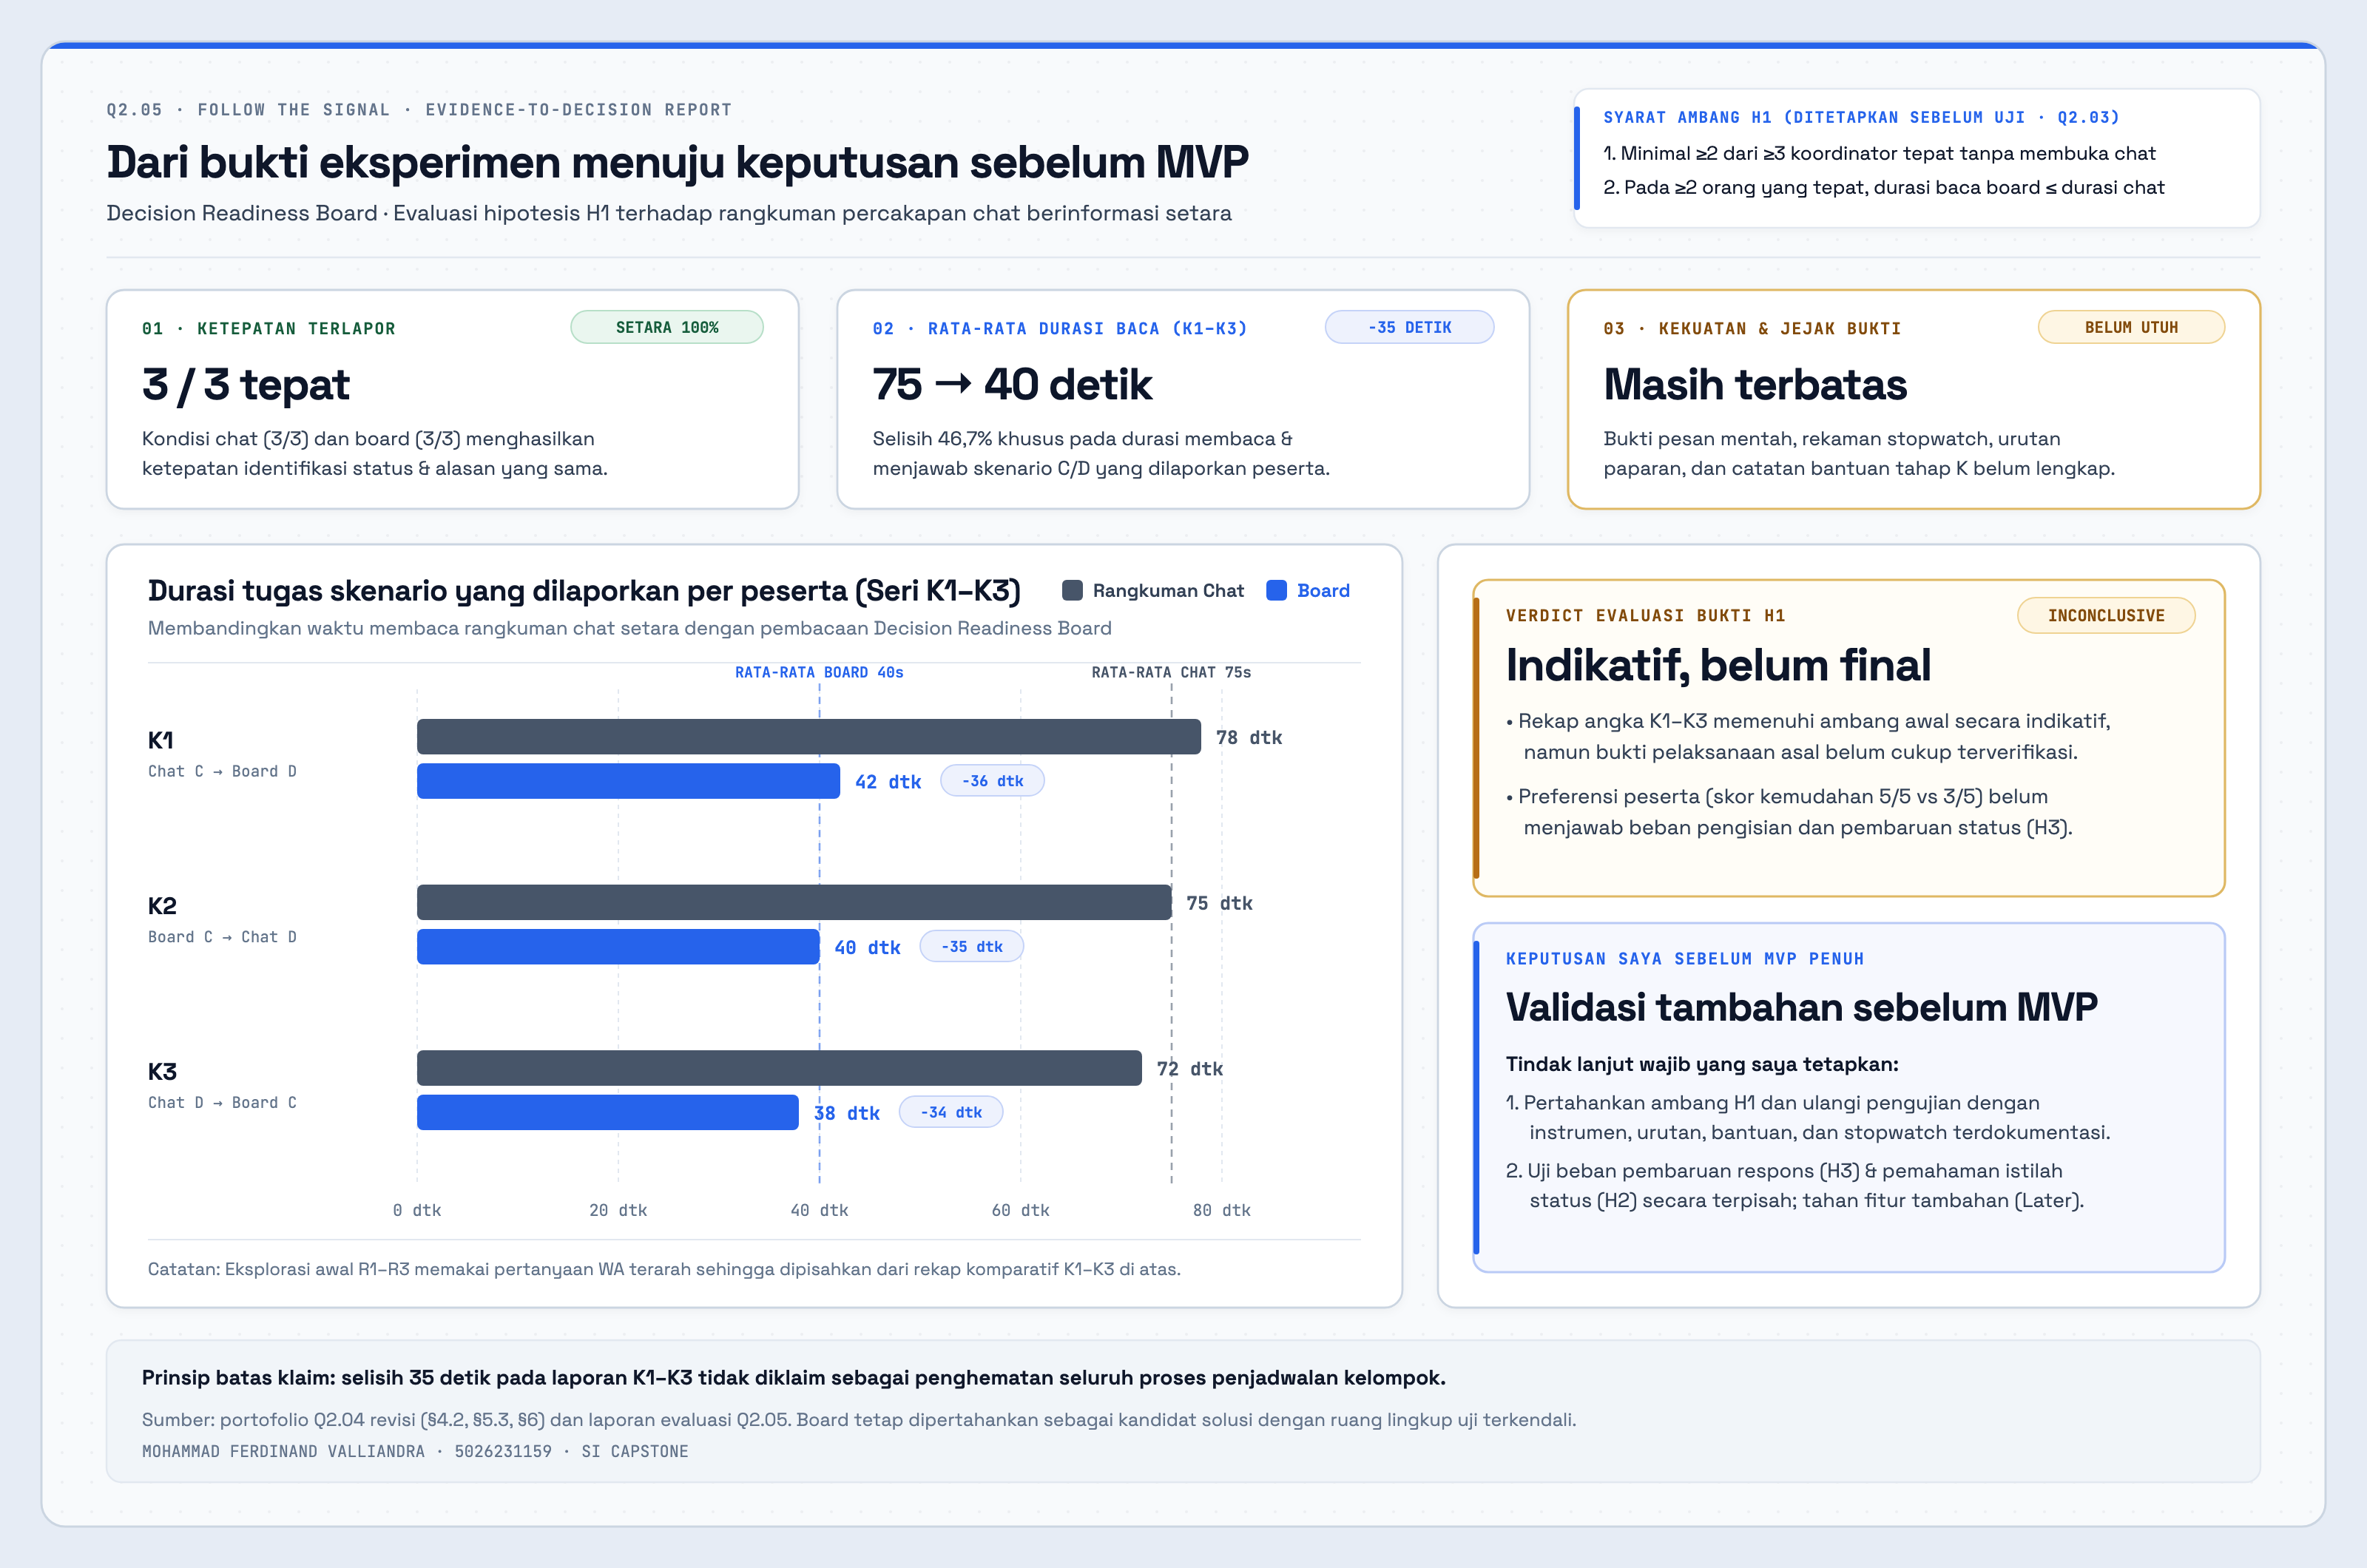 Q2.05 · FOLLOW THE SIGNAL · EVIDENCE-TO-DECISION REPORT
Dari bukti eksperimen menuju keputusan sebelum MVP
Decision Readiness Board · Evaluasi hipotesis H1 terhadap rangkuman percakapan chat berinformasi setara
SYARAT AMBANG H1 (DITETAPKAN SEBELUM UJI · Q2.03)
1. Minimal ≥2 dari ≥3 koordinator tepat tanpa membuka chat
2. Pada ≥2 orang yang tepat, durasi baca board ≤ durasi chat
01 · KETEPATAN TERLAPOR
SETARA 100%
3 / 3 tepat
Kondisi chat (3/3) dan board (3/3) menghasilkan
ketepatan identifikasi status & alasan yang sama.
02 · RATA-RATA DURASI BACA (K1–K3)
-35 DETIK
75 → 40 detik
Selisih 46,7% khusus pada durasi membaca &
menjawab skenario C/D yang dilaporkan peserta.
03 · KEKUATAN & JEJAK BUKTI
BELUM UTUH
Masih terbatas
Bukti pesan mentah, rekaman stopwatch, urutan
paparan, dan catatan bantuan tahap K belum lengkap.
Durasi tugas skenario yang dilaporkan per peserta (Seri K1–K3)
Rangkuman Chat
Board
Membandingkan waktu membaca rangkuman chat setara dengan pembacaan Decision Readiness Board
RATA-RATA BOARD 40s
RATA-RATA CHAT 75s
K1
Chat C → Board D
78 dtk
42 dtk
-36 dtk
K2
Board C → Chat D
75 dtk
40 dtk
-35 dtk
K3
Chat D → Board C
72 dtk
38 dtk
-34 dtk
0 dtk
20 dtk
40 dtk
60 dtk
80 dtk
Catatan: Eksplorasi awal R1–R3 memakai pertanyaan WA terarah sehingga dipisahkan dari rekap komparatif K1–K3 di atas.
VERDICT EVALUASI BUKTI H1
INCONCLUSIVE
Indikatif, belum final
• Rekap angka K1–K3 memenuhi ambang awal secara indikatif,
namun bukti pelaksanaan asal belum cukup terverifikasi.
• Preferensi peserta (skor kemudahan 5/5 vs 3/5) belum
menjawab beban pengisian dan pembaruan status (H3).
KEPUTUSAN SAYA SEBELUM MVP PENUH
Validasi tambahan sebelum MVP
Tindak lanjut wajib yang saya tetapkan:
1. Pertahankan ambang H1 dan ulangi pengujian dengan
instrumen, urutan, bantuan, dan stopwatch terdokumentasi.
2. Uji beban pembaruan respons (H3) & pemahaman istilah
status (H2) secara terpisah; tahan fitur tambahan (Later).
Prinsip batas klaim: selisih 35 detik pada laporan K1–K3 tidak diklaim sebagai penghematan seluruh proses penjadwalan kelompok.
Sumber: portofolio Q2.04 revisi (§4.2, §5.3, §6) dan laporan evaluasi Q2.05. Board tetap dipertahankan sebagai kandidat solusi dengan ruang lingkup uji terkendali.
MOHAMMAD FERDINAND VALLIANDRA · 5026231159 · SI CAPSTONE